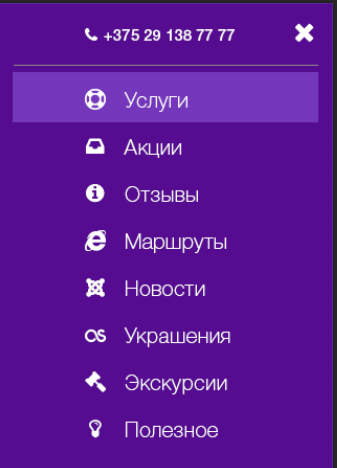 +375 29 138 77 77
Услуги
Акции
Отзывы
Маршруты
Новости
Украшения
Экскурсии
Полезное